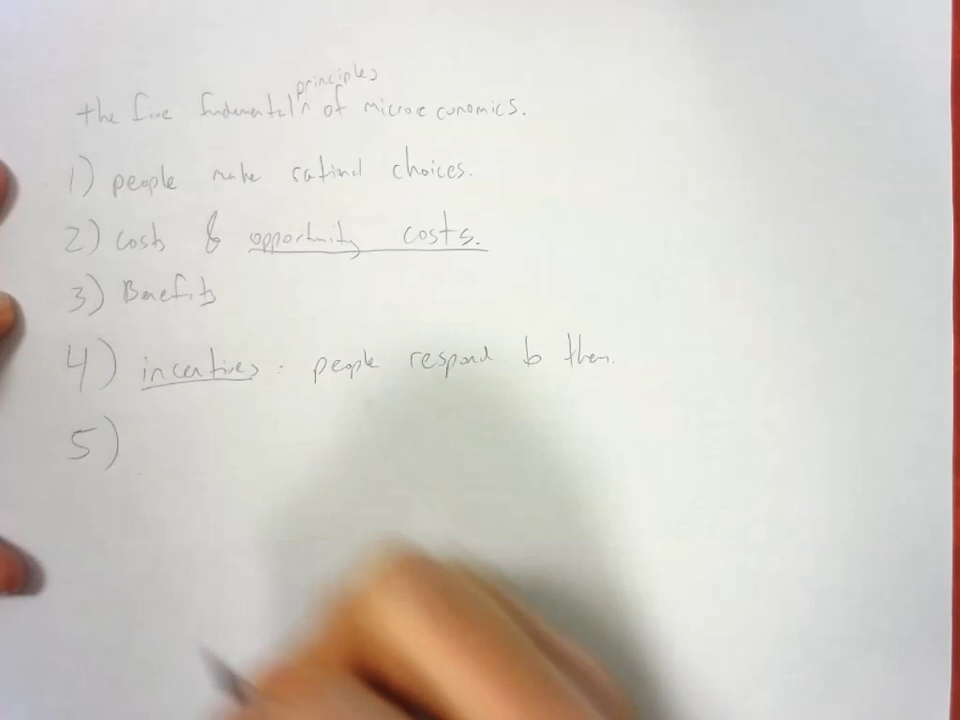 the five fundemental principles of microeconomics.
1) people make rational choices.
2) costs & opportunity costs.
3) Benefits
4) incentives: people respond to them.
5)